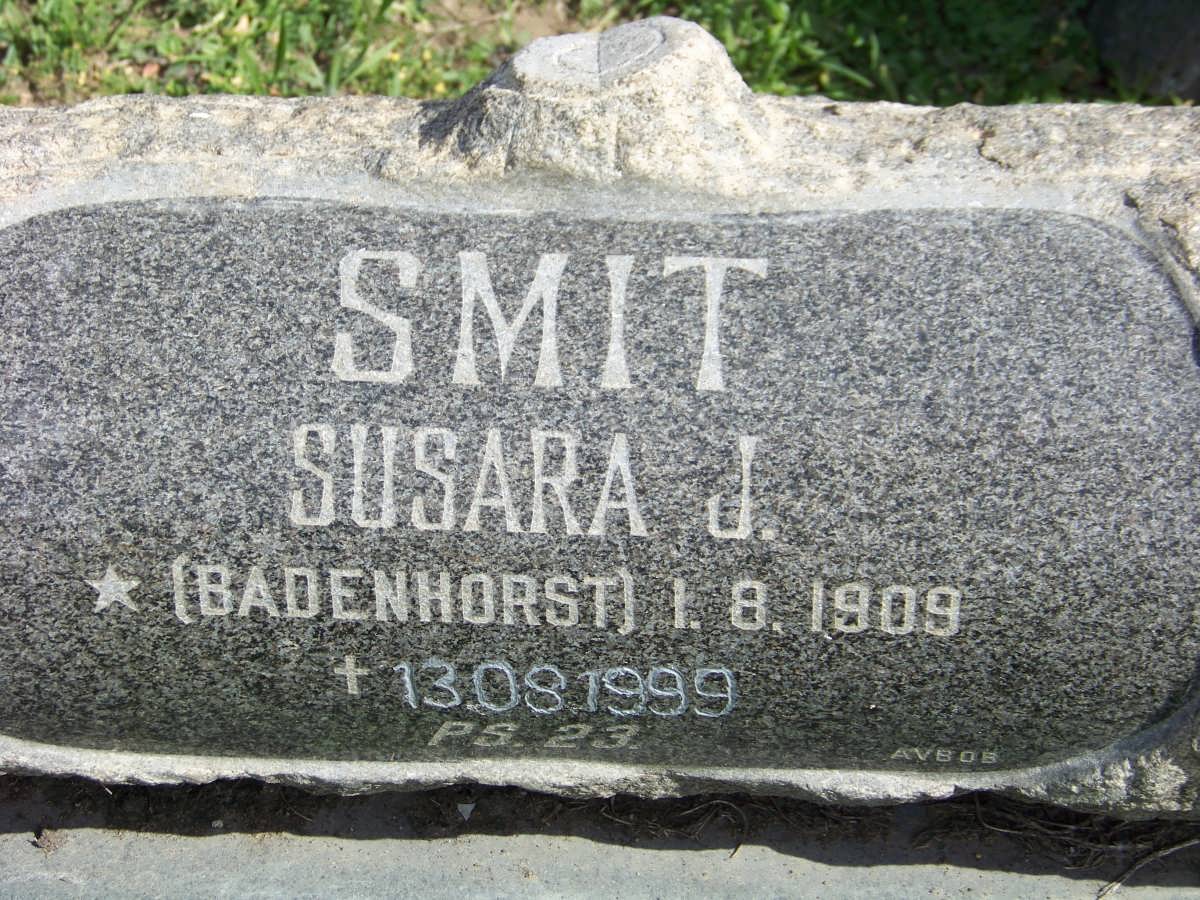 SMIT
SUSARA J.
★ (BADENHORST) 1. 8. 1909
✝ 13.08.1999
PS. 23.
AVBOB